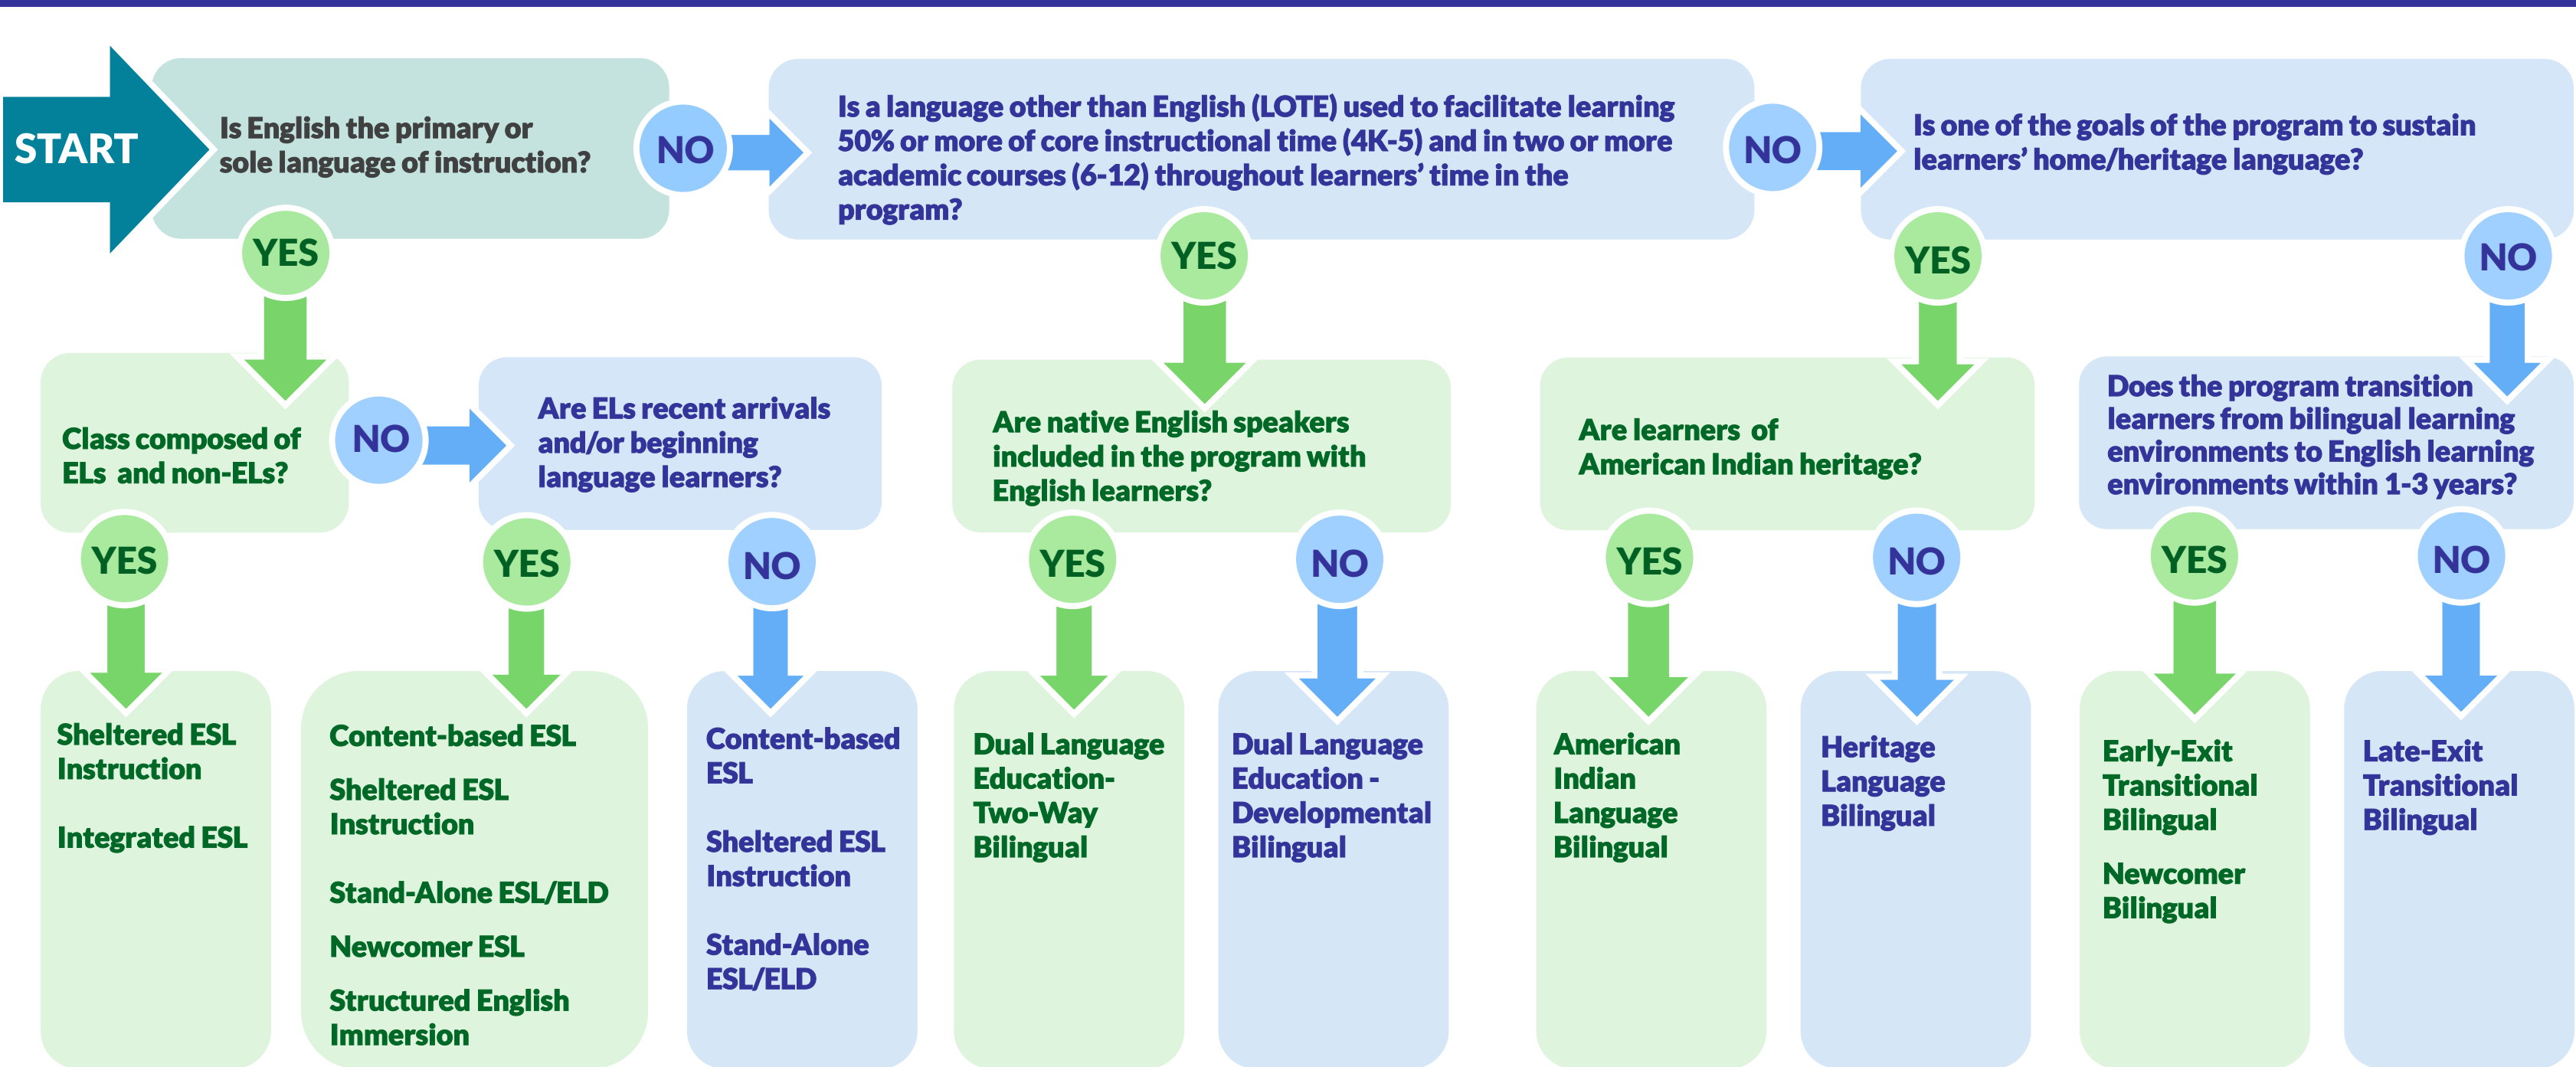 START
Is English the primary or
sole language of instruction?
NO
Is a language other than English (LOTE) used to facilitate learning
50% or more of core instructional time (4K-5) and in two or more
academic courses (6-12) throughout learners' time in the
program?
NO
Is one of the goals of the program to sustain
learners' home/heritage language?
YES
YES
YES
NO
Class composed of
ELs and non-ELs?
NO
Are ELs recent arrivals
and/or beginning
language learners?
Are native English speakers
included in the program with
English learners?
Are learners of
American Indian heritage?
Does the program transition
learners from bilingual learning
environments to English learning
environments within 1-3 years?
YES
YES
NO
YES
NO
YES
NO
YES
NO
Sheltered ESL
Instruction
Integrated ESL
Content-based ESL
Sheltered ESL
Instruction
Stand-Alone ESL/ELD
Newcomer ESL
Structured English
Immersion
Content-based
ESL
Sheltered ESL
Instruction
Stand-Alone
ESL/ELD
Dual Language
Education-
Two-Way
Bilingual
Dual Language
Education -
Developmental
Bilingual
American
Indian
Language
Bilingual
Heritage
Language
Bilingual
Early-Exit
Transitional
Bilingual
Newcomer
Bilingual
Late-Exit
Transitional
Bilingual